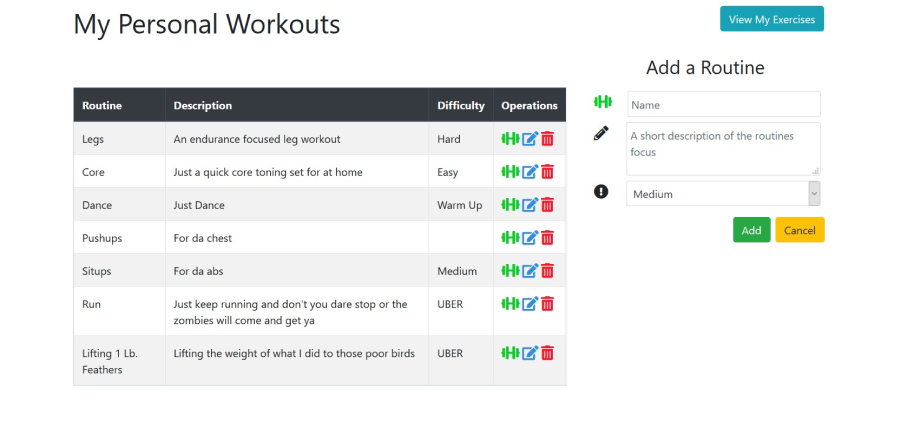 My Personal Workouts
View My Exercises
Add a Routine
Routine Description Difficulty Operations
Legs An endurance focused leg workout Hard
Core Just a quick core toning set for at home Easy
Dance Just Dance Warm Up
Pushups For da chest
Situps For da abs Medium
Run Just keep running and don't you dare stop or the UBER
zombies will come and get ya
Lifting 1 Lb. Lifting the weight of what I did to those poor birds UBER
Feathers
Name
A short description of the routines
focus
Medium
Add Cancel